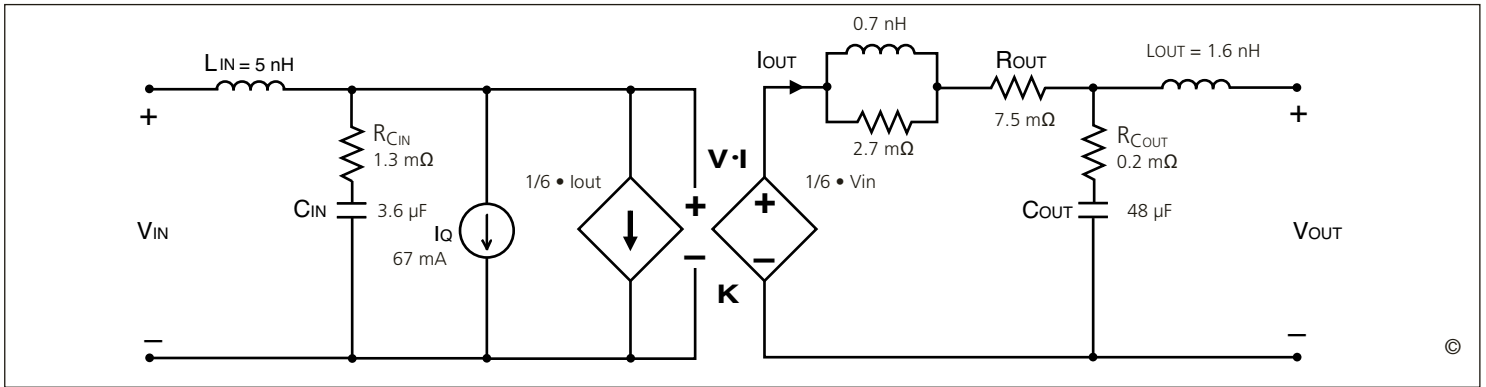 0.7 nH
LIN = 5 nH
IOUT
ROUT
LOUT = 1.6 nH
+
+
RCIN
1.3 mΩ
7.5 mΩ
2.7 mΩ
RCOUT
0.2 mΩ
V•I
1/6 • Iout
1/6 • Vin
CIN
3.6 µF
+
+
COUT
48 µF
VIN
IQ
67 mA
VOUT
–
–
K
–
–
©